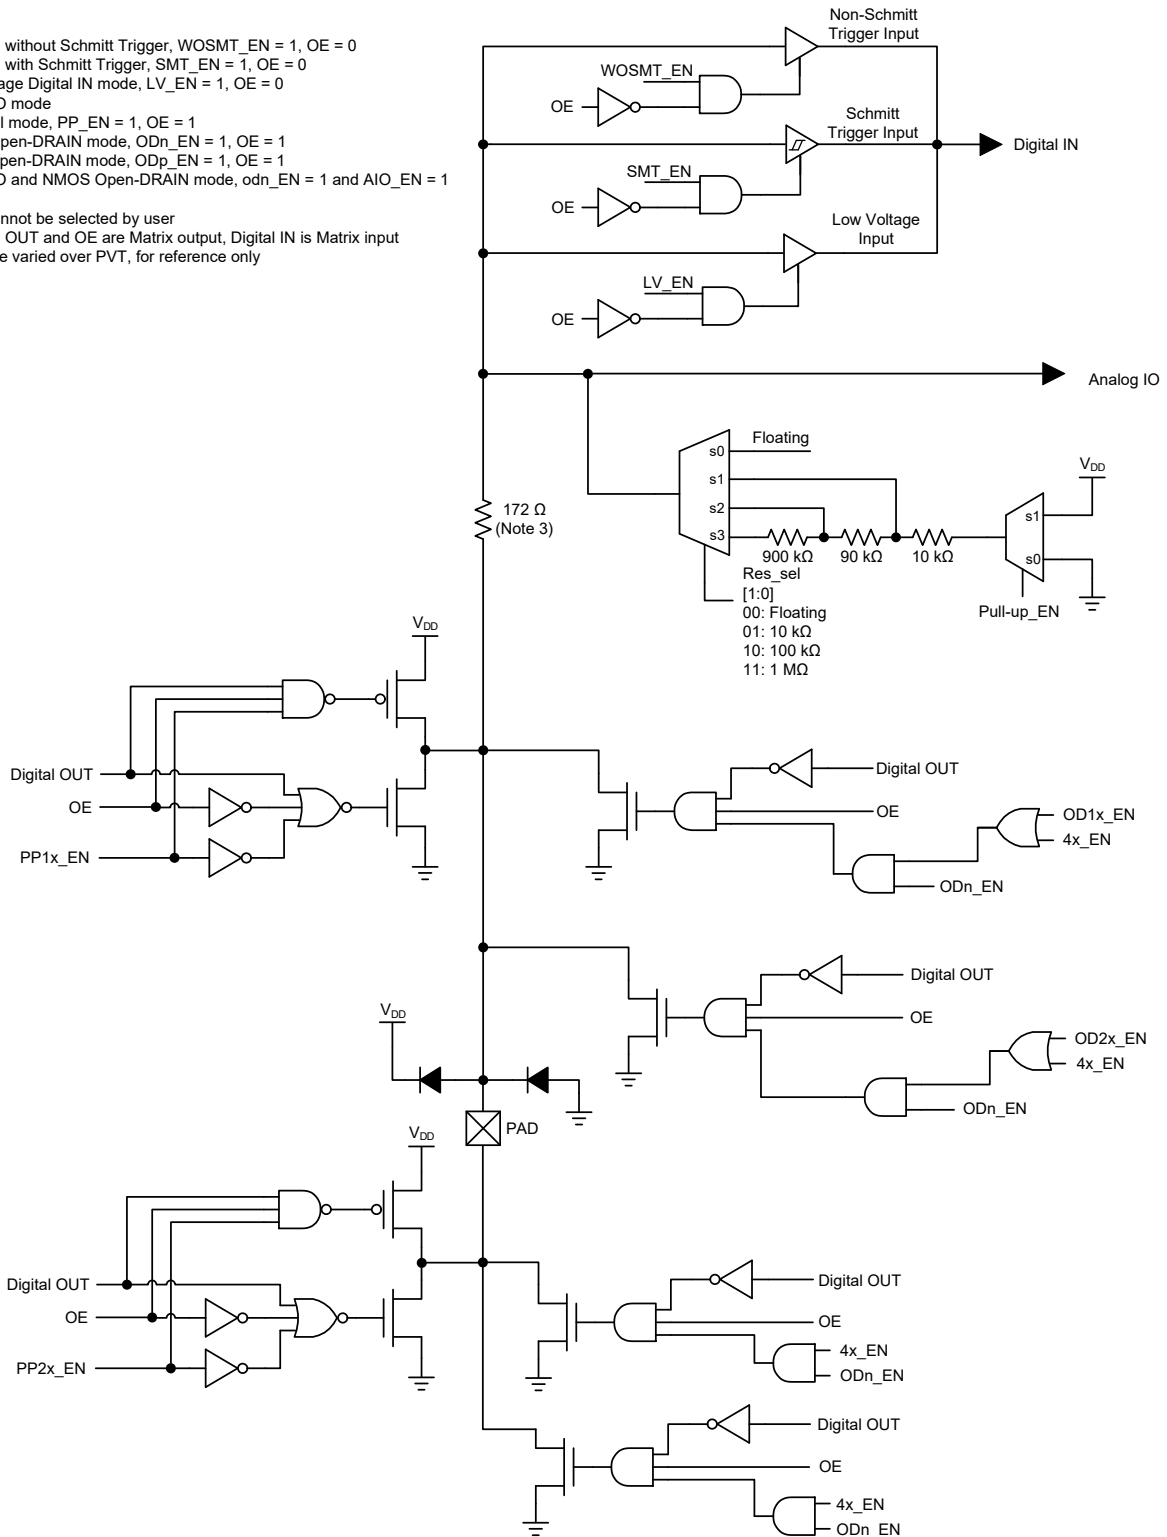 without Schmitt Trigger, WOSMT_EN = 1, OE = 0
with Schmitt Trigger, SMT_EN = 1, OE = 0
age Digital IN mode, LV_EN = 1, OE = 0
O mode
l mode, PP_EN = 1, OE = 1
pen-DRAIN mode, ODn_EN = 1, OE = 1
pen-DRAIN mode, ODp_EN = 1, OE = 1
O and NMOS Open-DRAIN mode, odn_EN = 1 and AIO_EN = 1
nnot be selected by user
OUT and OE are Matrix output, Digital IN is Matrix input
e varied over PVT, for reference only
Non-Schmitt
Trigger Input
WOSMT_EN
OE
Schmitt
Trigger Input
Digital IN
SMT_EN
OE
Low Voltage
Input
LV_EN
OE
Analog IO
Floating
s0
s1
s2
s3
VDD
s1
s0
172 Ω
(Note 3)
900 kΩ
90 kΩ
10 kΩ
Res_sel
[1:0]
00: Floating
01: 10 kΩ
10: 100 kΩ
11: 1 MΩ
Pull-up_EN
VDD
Digital OUT
OE
PP1x_EN
Digital OUT
OE
OD1x_EN
4x_EN
ODn_EN
Digital OUT
OE
OD2x_EN
4x_EN
ODn_EN
VDD
PAD
VDD
Digital OUT
OE
PP2x_EN
Digital OUT
OE
4x_EN
ODn_EN
Digital OUT
OE
4x_EN
ODn_EN